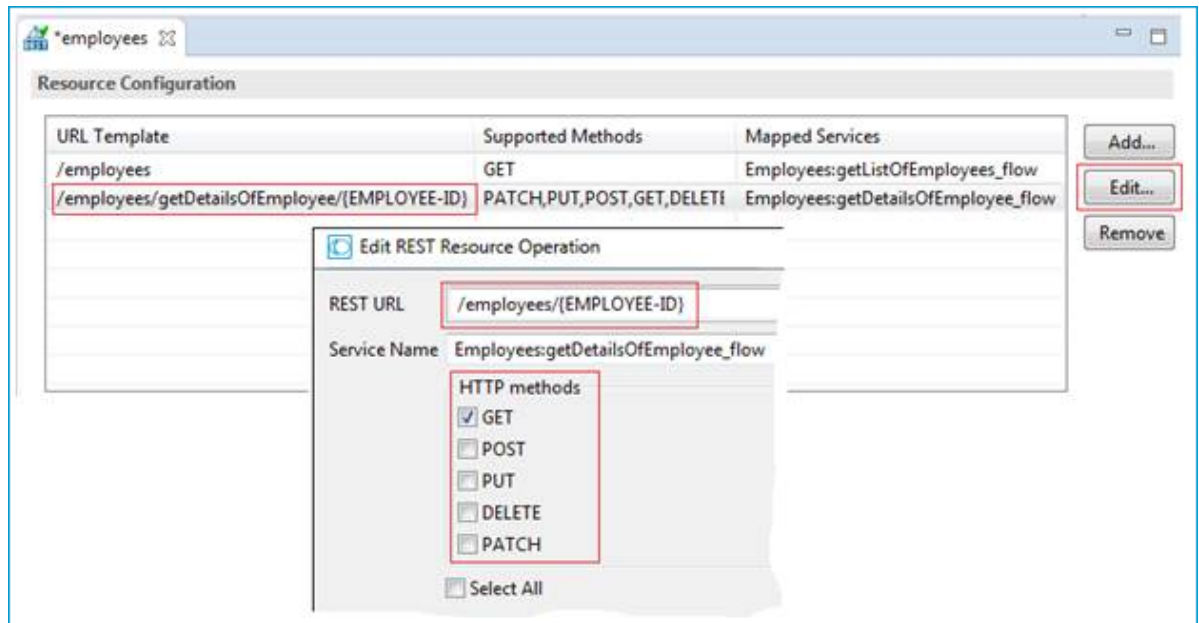 *employees
Resource Configuration
URL Template Supported Methods Mapped Services
Add...
/employees GET Employees:getListOfEmployees_flow
/employees/getDetailsOfEmployee/{EMPLOYEE-ID} PATCH,PUT,POST,GET,DELETE Employees:getDetailsOfEmployee_flow
Edit...
Remove
Edit REST Resource Operation
REST URL /employees/{EMPLOYEE-ID}
Service Name Employees:getDetailsOfEmployee_flow
HTTP methods
GET
POST
PUT
DELETE
PATCH
Select All